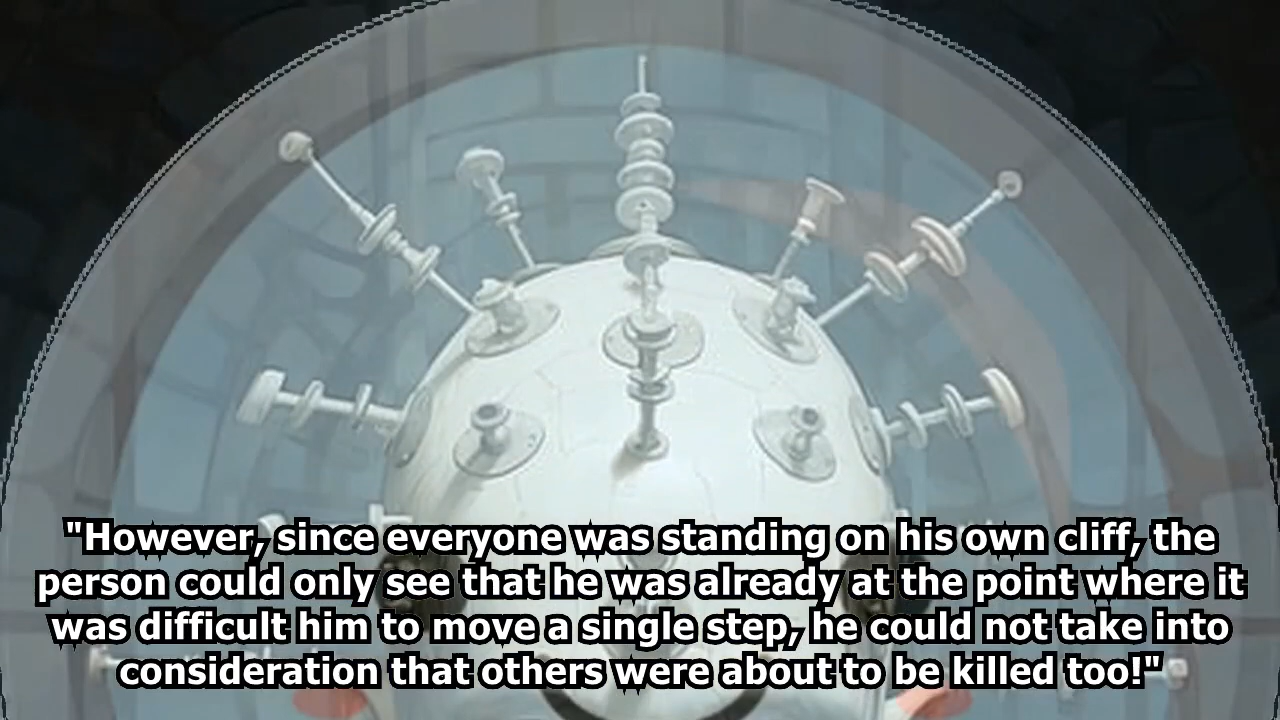 "However, since everyone was standing on his own cliff, the
person could only see that he was already at the point where it
was difficult him to move a single step, he could not take into
consideration that others were about to be killed too!"